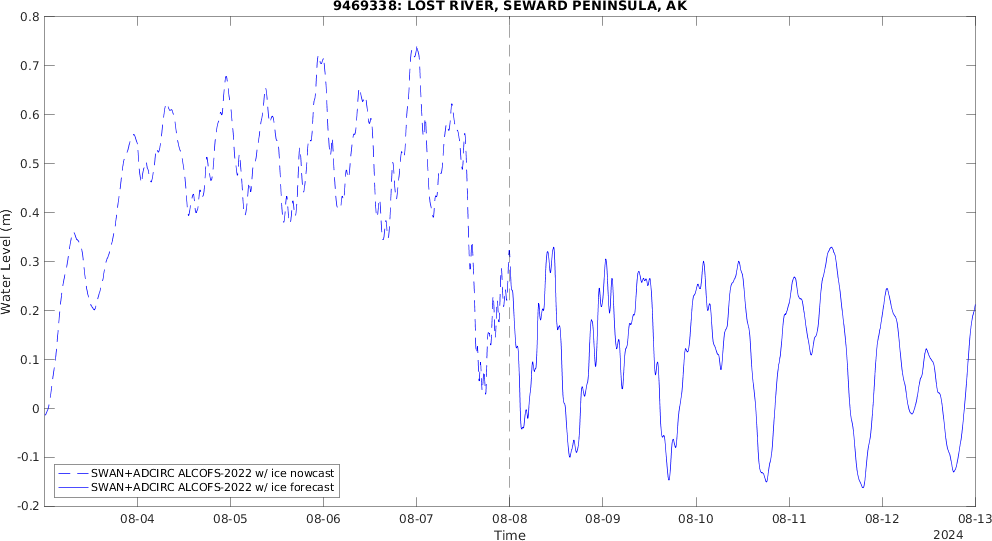 9469338: LOST RIVER, SEWARD PENINSULA, AK
0.8
0.7
0.6
0.5
0.4
0.3
0.2
0.1
0
-0.1
-0.2
Water Level (m)
SWAN+ADCIRC ALCOFS-2022 w/ ice nowcast
SWAN+ADCIRC ALCOFS-2022 w/ ice forecast
08-04 08-05 08-06 08-07 08-08 08-09 08-10 08-11 08-12 08-13
Time
2024